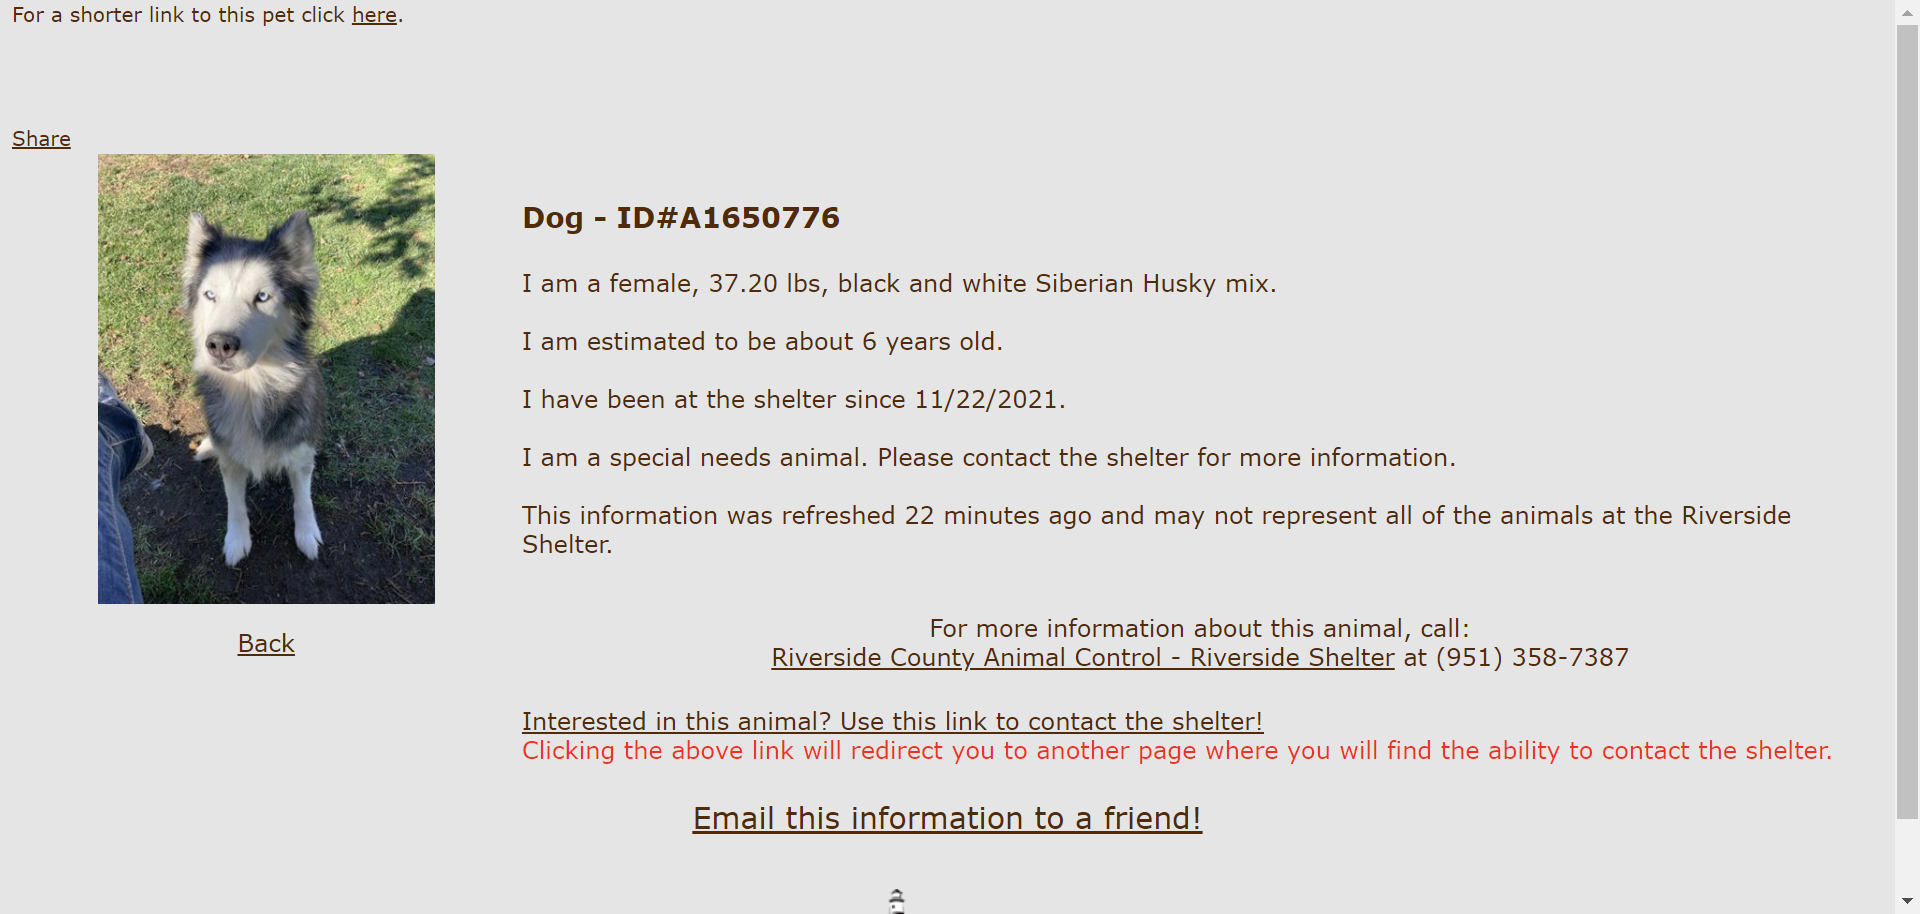 For a shorter link to this pet click here.
Share
Dog - ID#A1650776
I am a female, 37.20 lbs, black and white Siberian Husky mix.
I am estimated to be about 6 years old.
I have been at the shelter since 11/22/2021.
I am a special needs animal. Please contact the shelter for more information.
This information was refreshed 22 minutes ago and may not represent all of the animals at the Riverside
Shelter.
Back
For more information about this animal, call:
Riverside County Animal Control - Riverside Shelter at (951) 358-7387
Interested in this animal? Use this link to contact the shelter!
Clicking the above link will redirect you to another page where you will find the ability to contact the shelter.
Email this information to a friend!